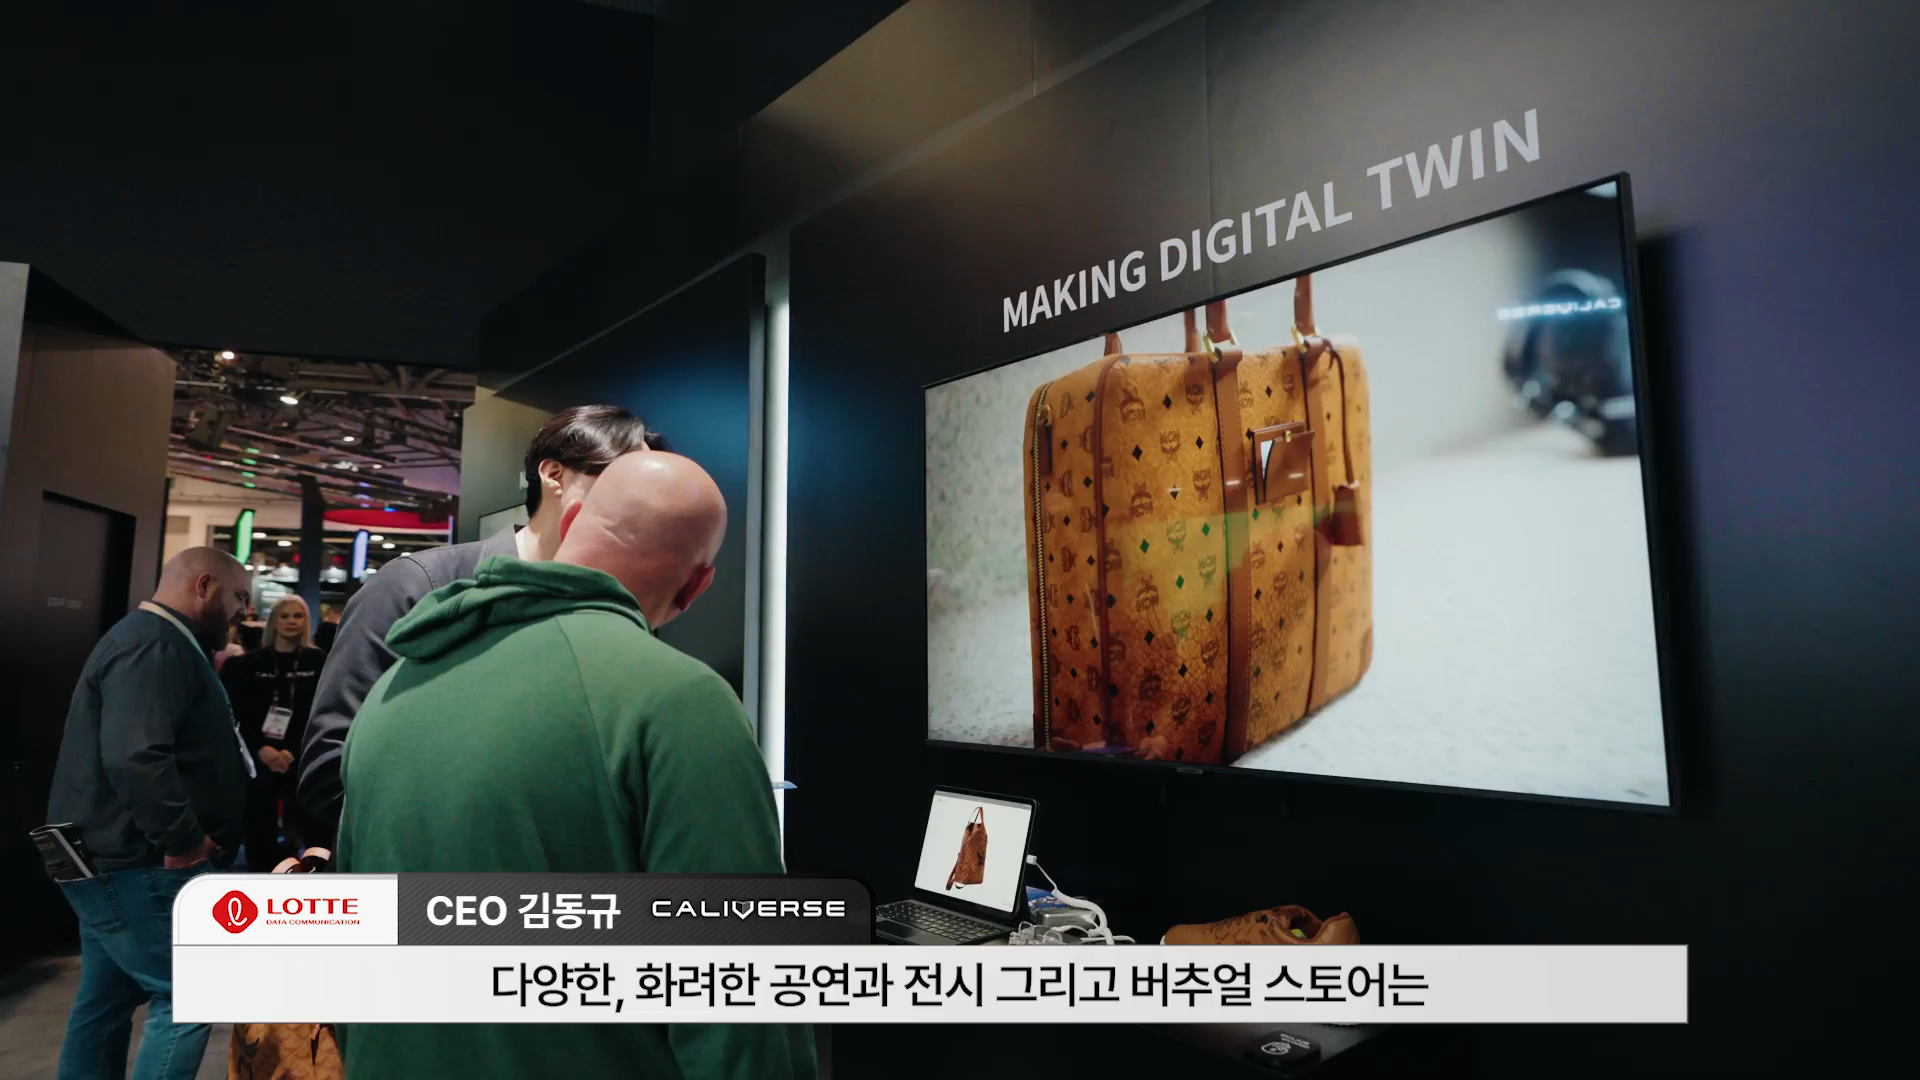 MAKING DIGITAL TWIN
CALIVERSE
LOTTE
DATA COMMUNICATION
CEO 김동규 CALIVERSE
다양한, 화려한 공연과 전시 그리고 버추얼 스토어는